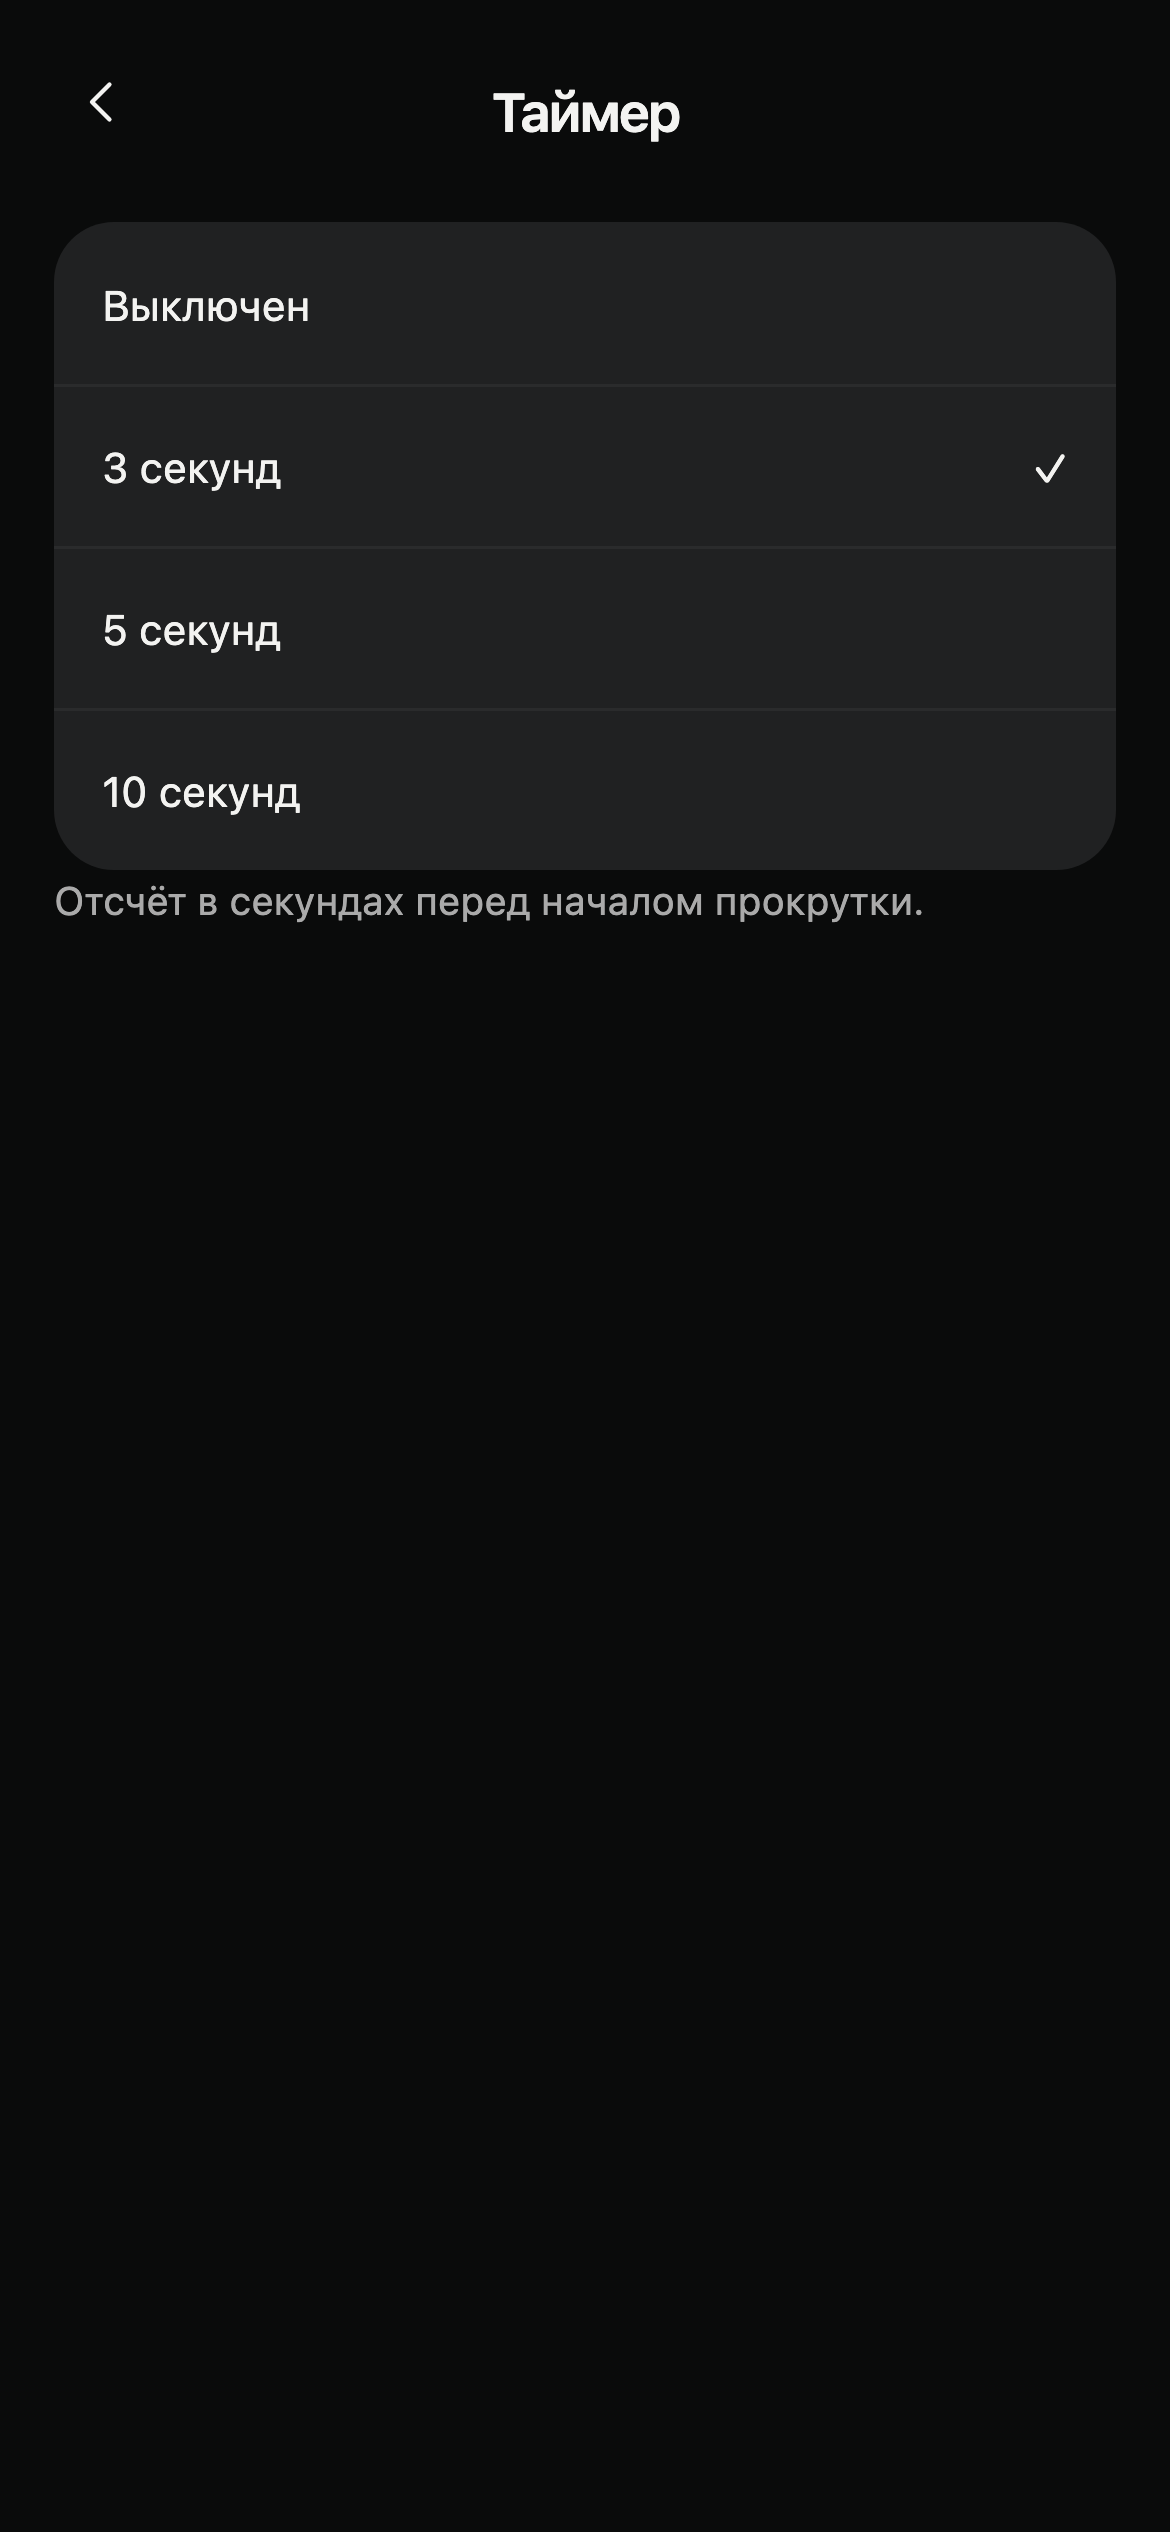 Таймер
Выключен
3 секунд
5 секунд
10 секунд
Отсчёт в секундах перед началом прокрутки.